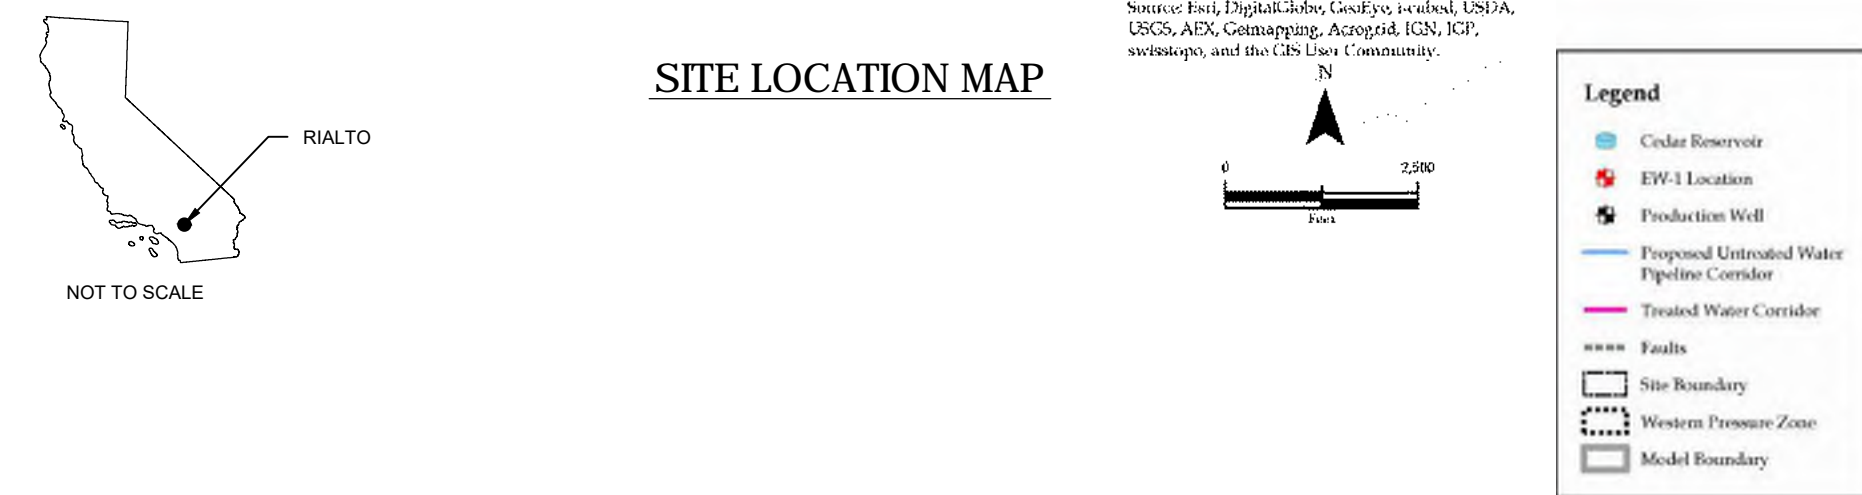 RIALTO
NOT TO SCALE
SITE LOCATION MAP
Source: Esri, DigitalGlobe, GeoEye, i-cubed, USDA,
USGS, AEX, Getmapping, Aerogrid, IGN, IGP,
swisstopo, and the GIS User Community.
N
0 2,500
Feet
Legend
Cedar Reservoir
EW-1 Location
Production Well
Proposed Untreated Water
Pipeline Corridor
Treated Water Corridor
Faults
Site Boundary
Western Pressure Zone
Model Boundary